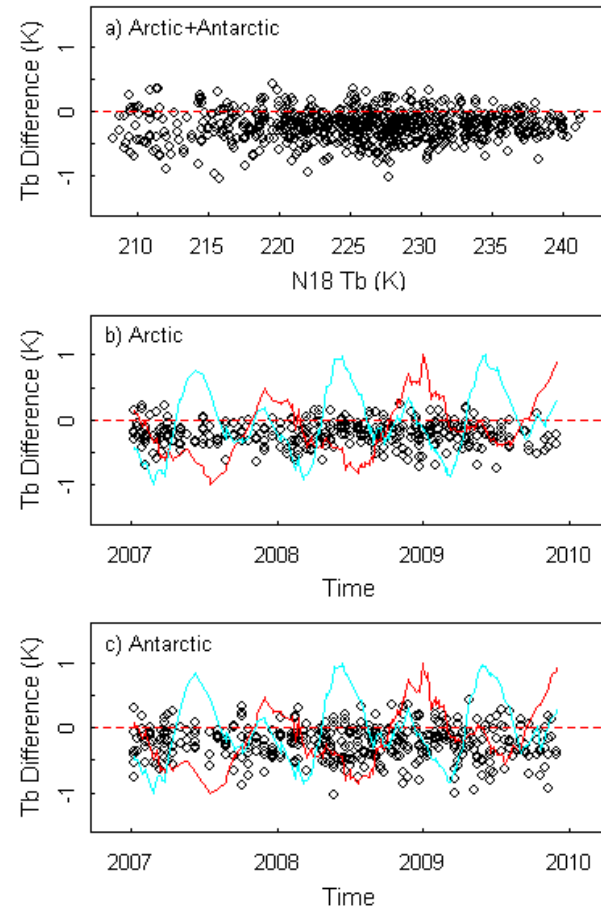 a) Arctic+Antarctic
Tb Difference (K)
1
0
-1
210 215 220 225 230 235 240
N18 Tb (K)
b) Arctic
Tb Difference (K)
1
0
-1
2007 2008 2009 2010
Time
c) Antarctic
Tb Difference (K)
1
0
-1
2007 2008 2009 2010
Time